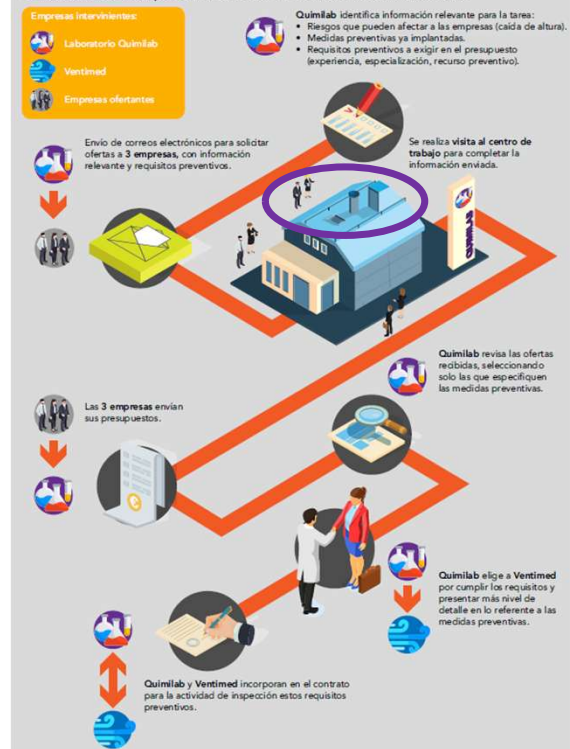 Empresas intervinientes:
Laboratorio Quimilab
Ventimed
Empresas ofertantes
Quimilab identifica información relevante para la tarea:
• Riesgos que pueden afectar a las empresas (caída de altura).
• Medidas preventivas ya implantadas.
• Requisitos preventivos a exigir en el presupuesto
(experiencia, especialización, recurso preventivo).
Envío de correos electrónicos para solicitar
ofertas a 3 empresas, con información
relevante y requisitos preventivos.
Se realiza visita al centro de
trabajo para completar la
información enviada.
QUIMILAB
Quimilab revisa las ofertas
recibidas, seleccionando
solo las que especifiquen
las medidas preventivas.
Las 3 empresas envían
sus presupuestos.
Quimilab elige a Ventimed
por cumplir los requisitos y
presentar más nivel de
detalle en lo referente a las
medidas preventivas.
Quimilab y Ventimed incorporan en el contrato
para la actividad de inspección estos requisitos
preventivos.